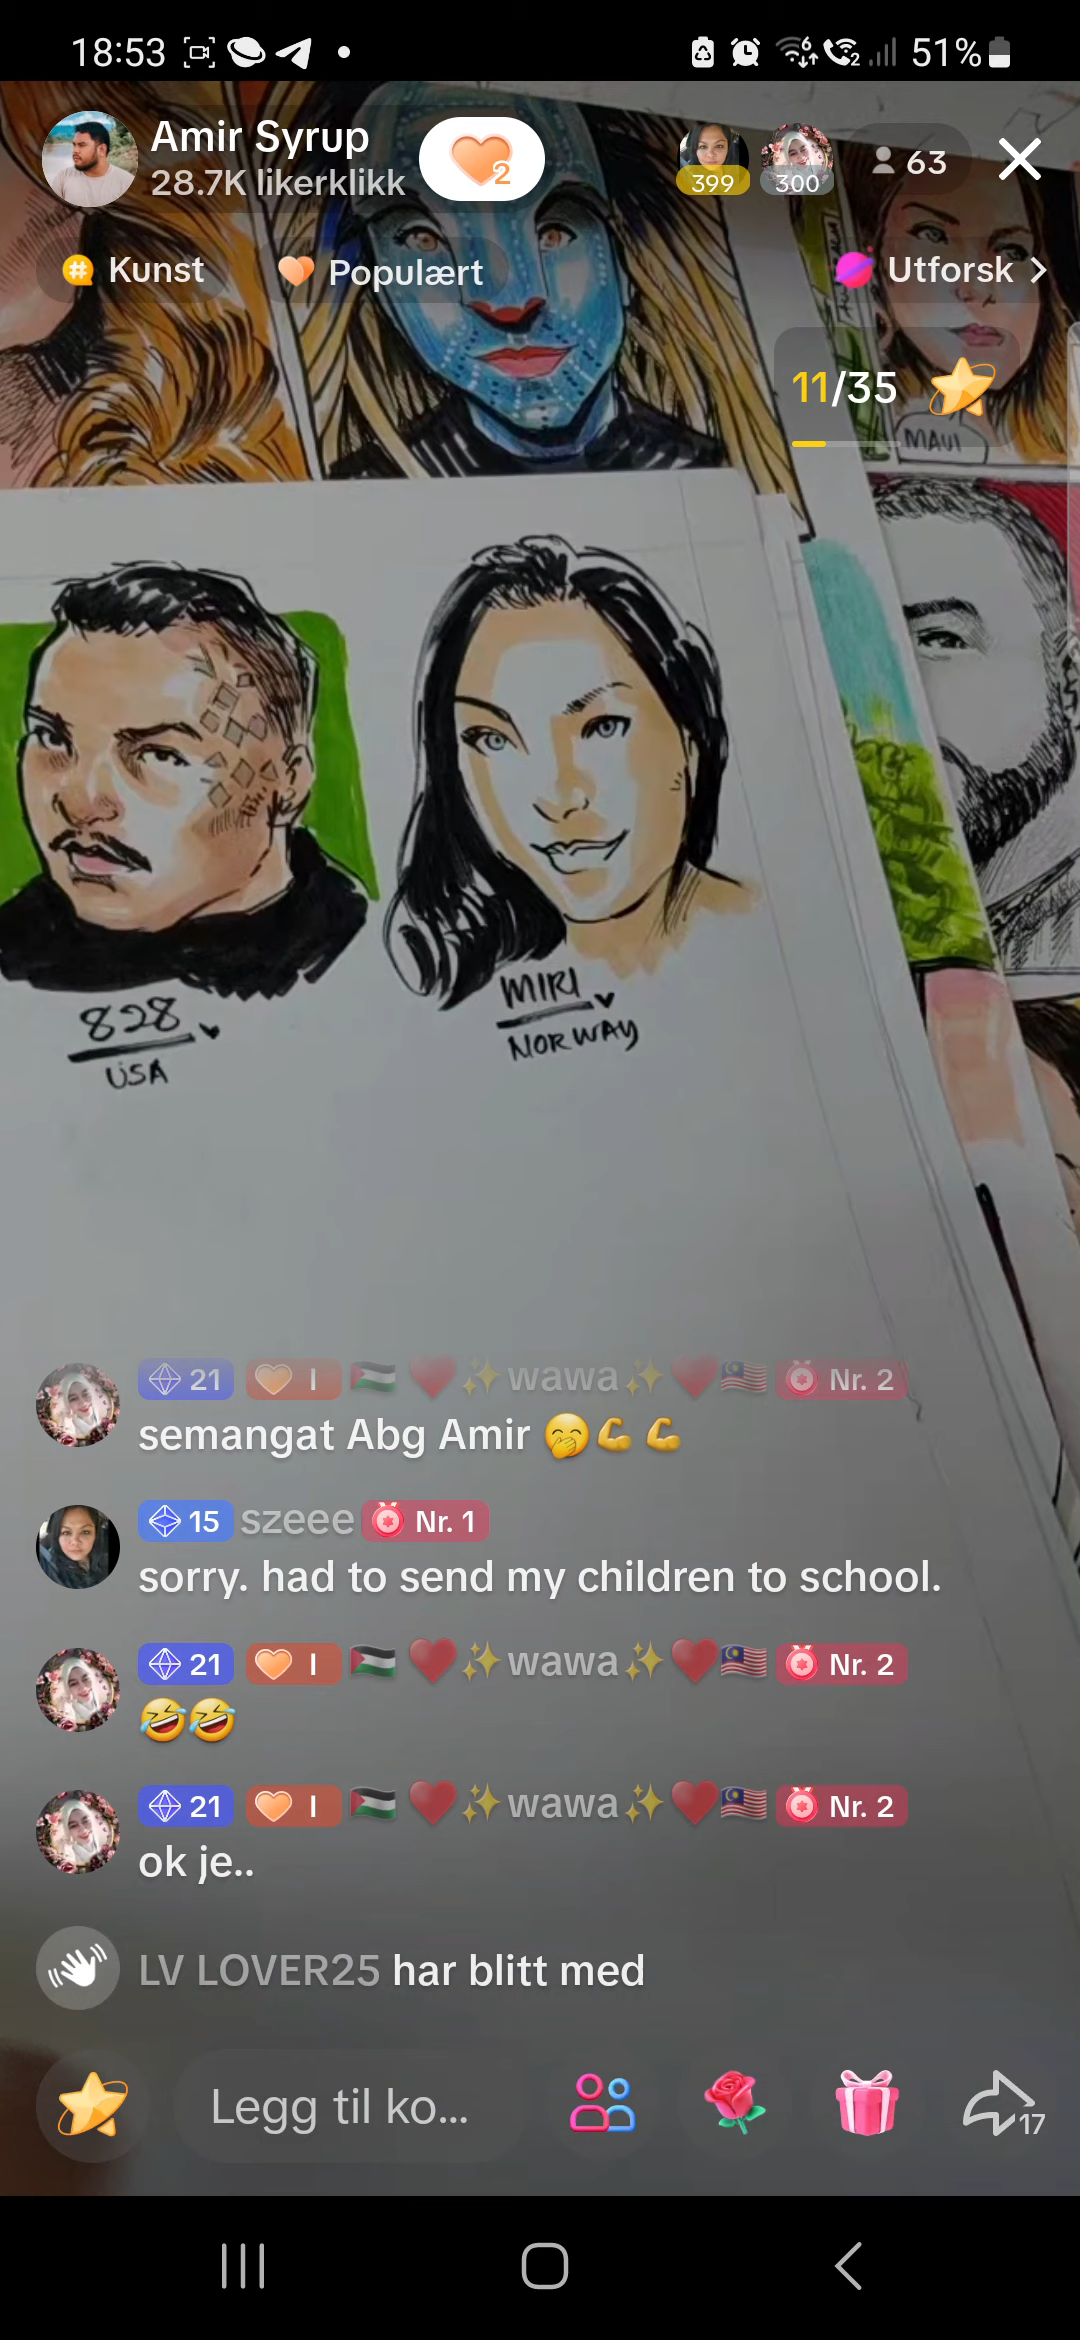 18:53
51%
Amir Syrup
28.7K likerklikk
2
399
300
63
Kunst
Populært
Utforsk
11/35
MAUI
828
USA
MIRI
NORWAY
21 I wawa Nr. 2
semangat Abg Amir
15 szeee Nr. 1
sorry. had to send my children to school.
21 I wawa Nr. 2
21 I wawa Nr. 2
ok je..
LV LOVER25 har blitt med
Legg til ko...
17